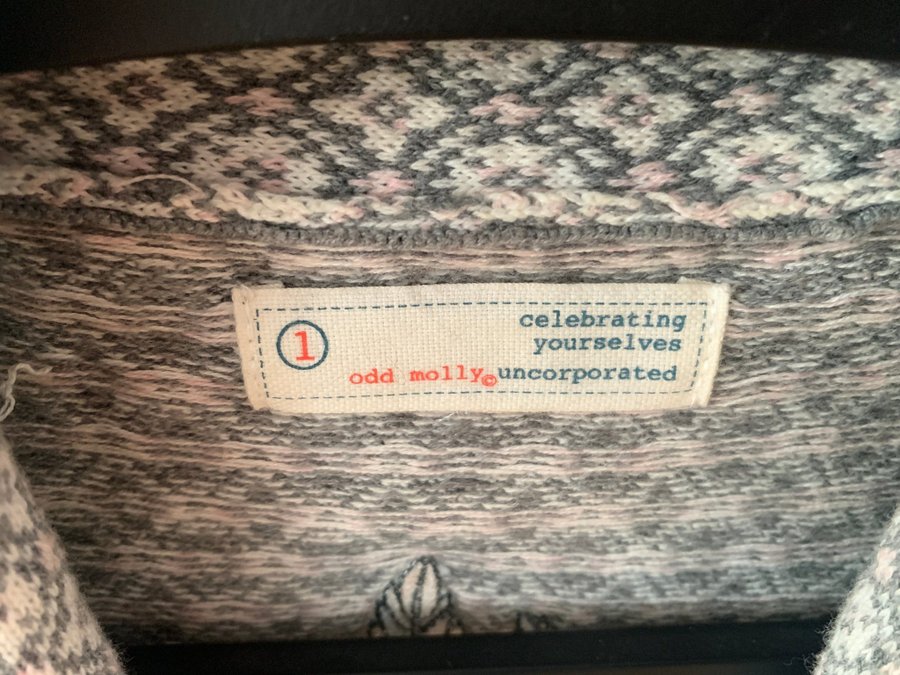 1
celebrating
yourselves
odd molly©uncorporated